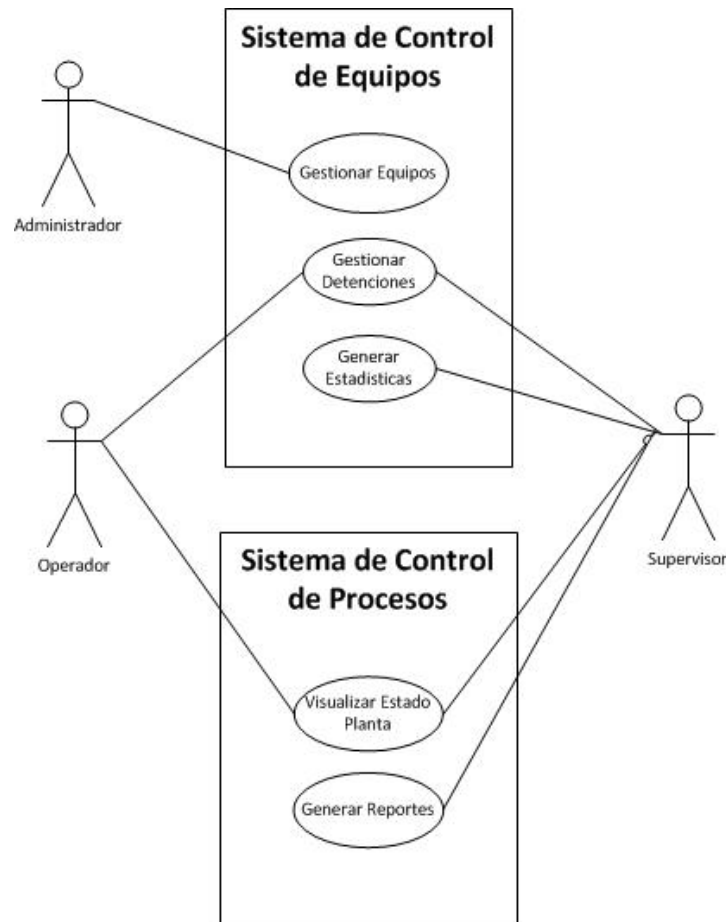 Sistema de Control
de Equipos
Gestionar Equipos
Administrador
Gestionar
Detenciones
Generar
Estadísticas
Operador
Supervisor
Sistema de Control
de Procesos
Visualizar Estado
Planta
Generar Reportes